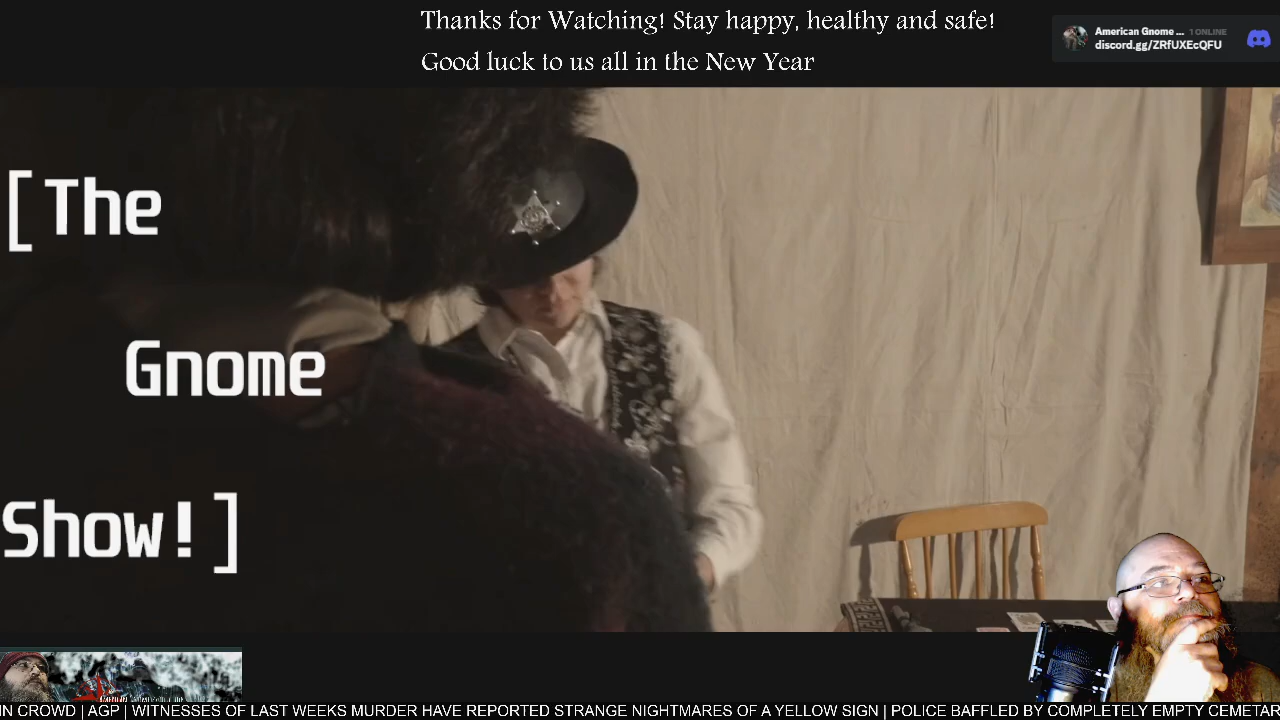 Thanks for Watching! Stay happy, healthy and safe!
Good luck to us all in the New Year
American Gnome ... 1 ONLINE
discord.gg/ZRfUXEcQFU
[The
Gnome
Show!]
IN CROWD | AGP | WITNESSES OF LAST WEEKS MURDER HAVE REPORTED STRANGE NIGHTMARES OF A YELLOW SIGN | POLICE BAFFLED BY COMPLETELY EMPTY CEMETAR